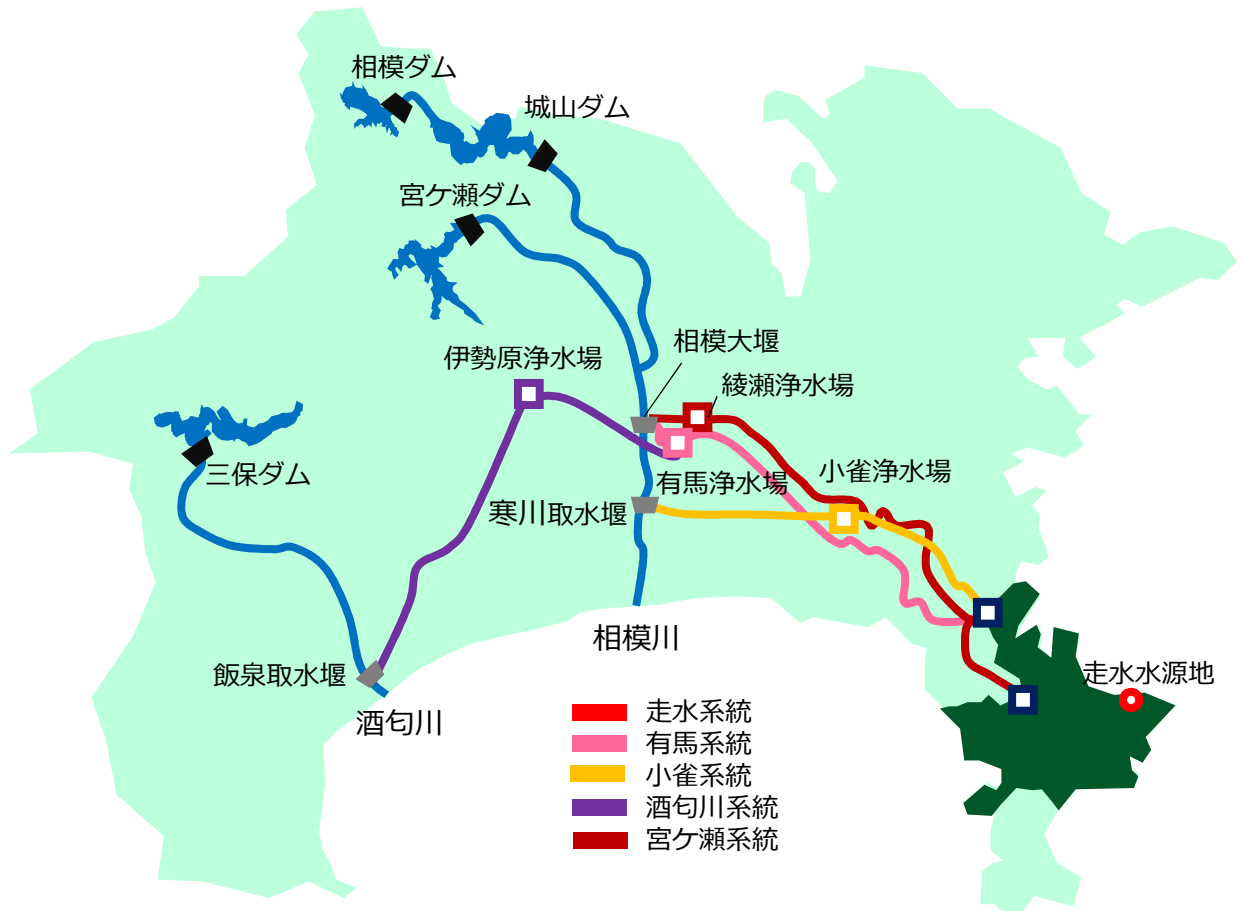 相模ダム
城山ダム
宮ケ瀬ダム
相模大堰
伊勢原浄水場
綾瀬浄水場
小雀浄水場
三保ダム
有馬浄水場
寒川取水堰
相模川
飯泉取水堰
走水水源地
酒匂川
走水系統
有馬系統
小雀系統
酒匂川系統
宮ケ瀬系統